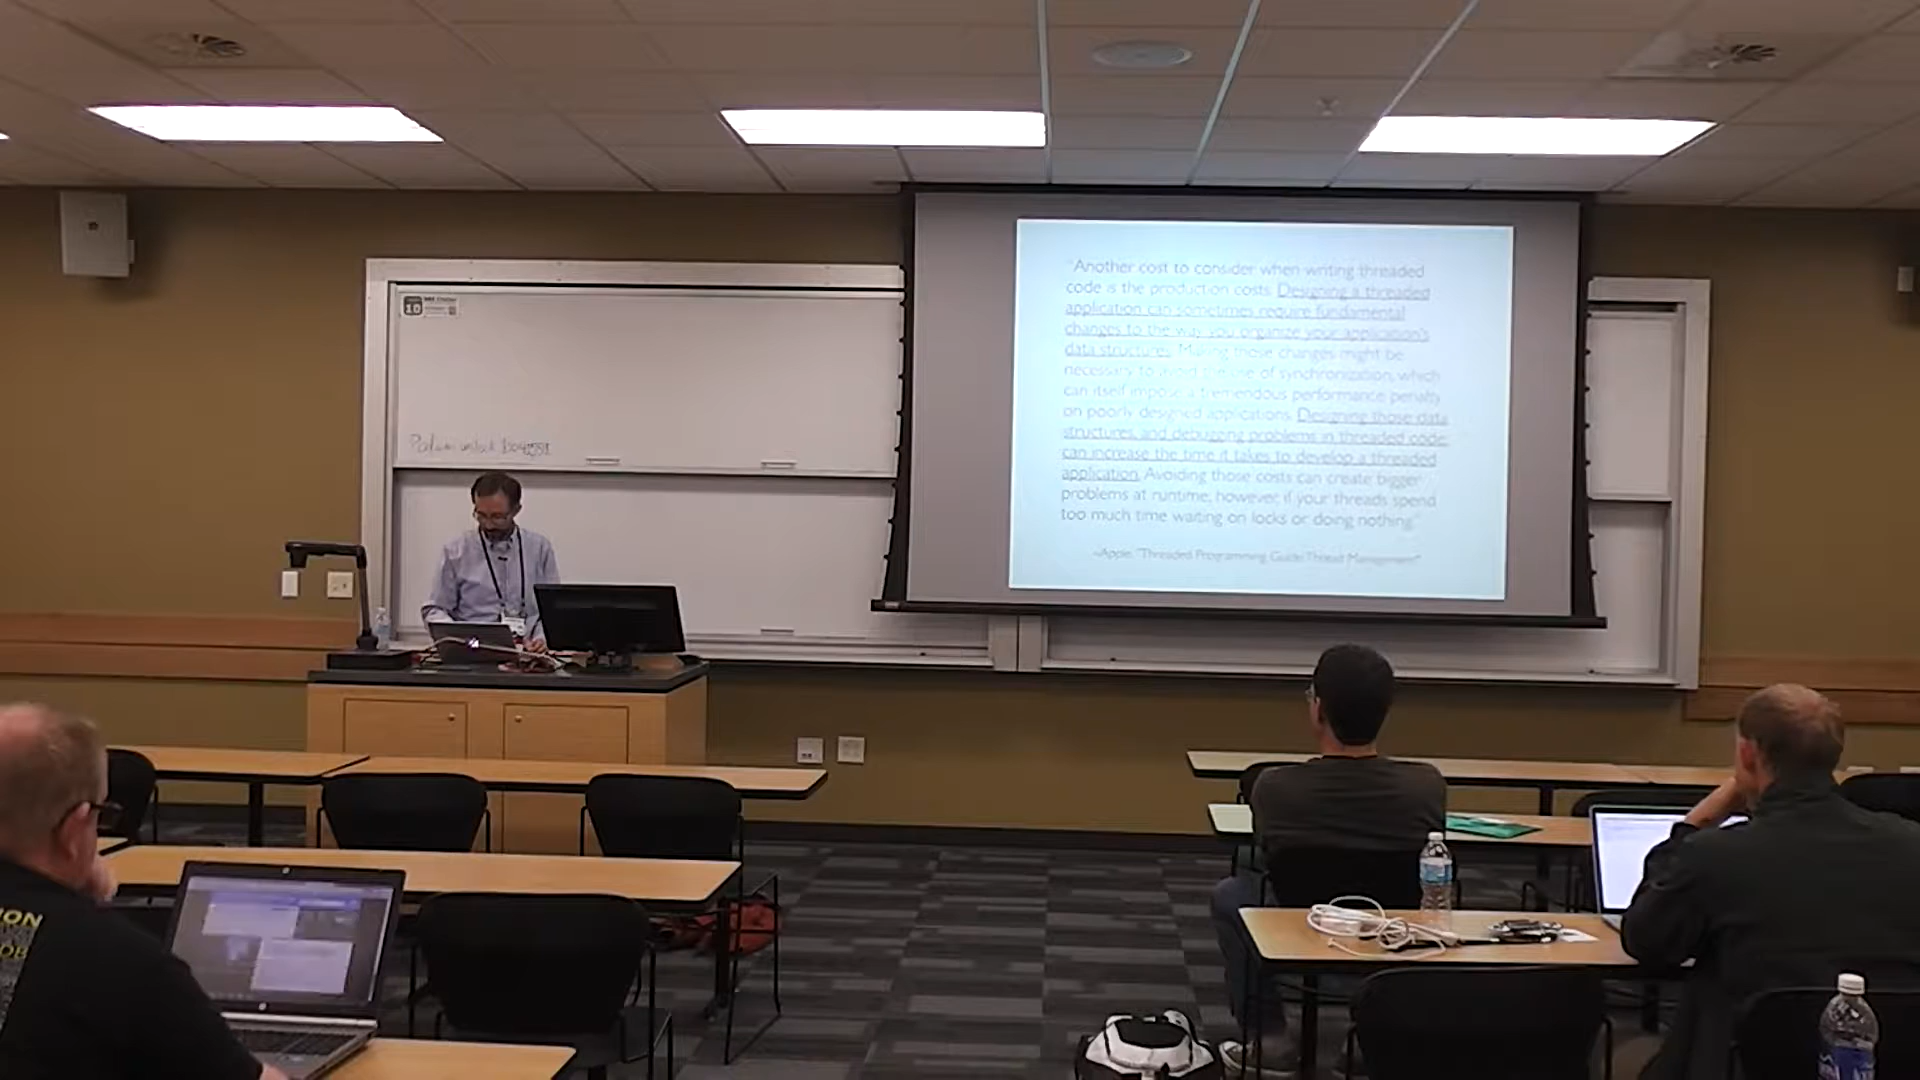 10
"Another cost to consider when writing threaded
code is the production costs. Designing a threaded
application can sometimes require fundamental
changes to the way you organize your application's
data structures. Making those changes might be
necessary to avoid the use of synchronization, which
can itself impose a tremendous performance penalty
on poorly designed applications. Designing those data
structures, and debugging problems in threaded code,
can increase the time it takes to develop a threaded
application. Avoiding those costs can create bigger
problems at runtime, however, if your threads spend
too much time waiting on locks or doing nothing."
–Apple, "Threaded Programming Guide: Thread Management"
ION
OB